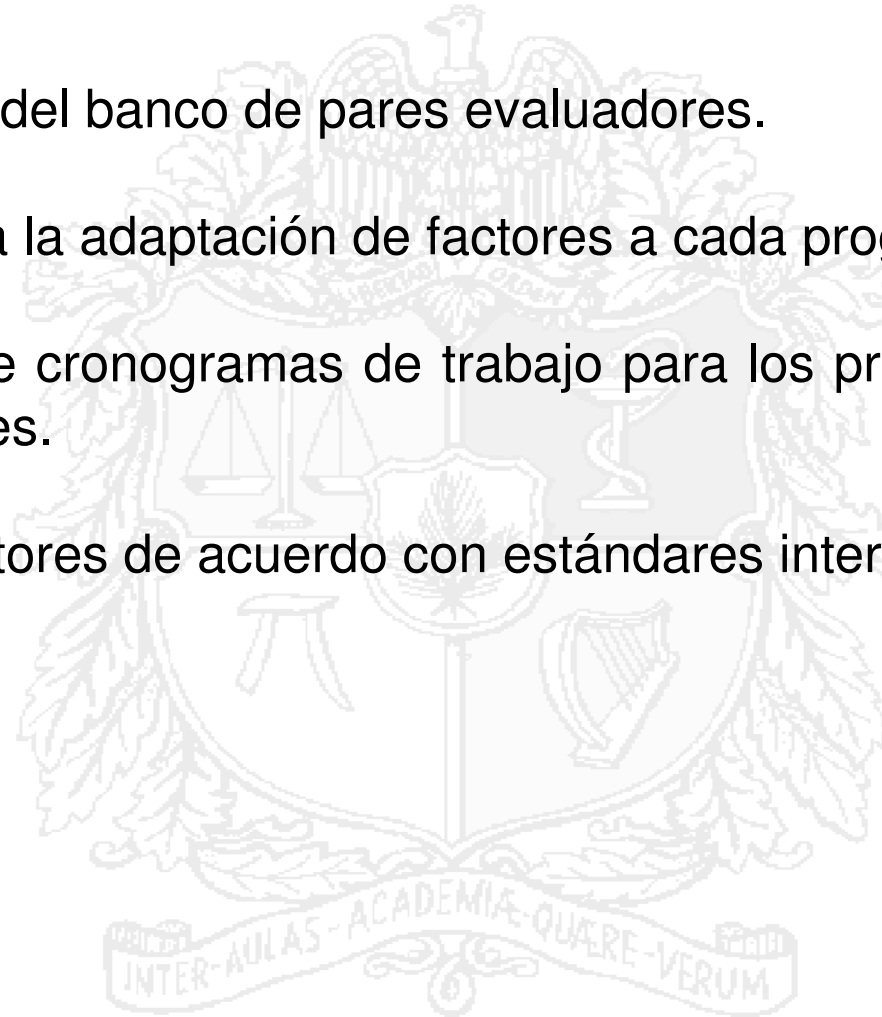 del banco de pares evaluadores.
a la adaptación de factores a cada prog
e cronogramas de trabajo para los pr
es.
tores de acuerdo con estándares inter
INTER-AULAS-ACADEMIÆ-QUÆRE-VERUM